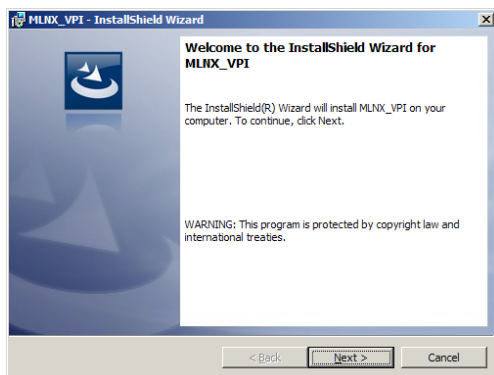 MLNX_VPI - InstallShield Wizard
Welcome to the InstallShield Wizard for
MLNX_VPI
The InstallShield(R) Wizard will install MLNX_VPI on your
computer. To continue, click Next.
WARNING: This program is protected by copyright law and
international treaties.
< Back Next > Cancel